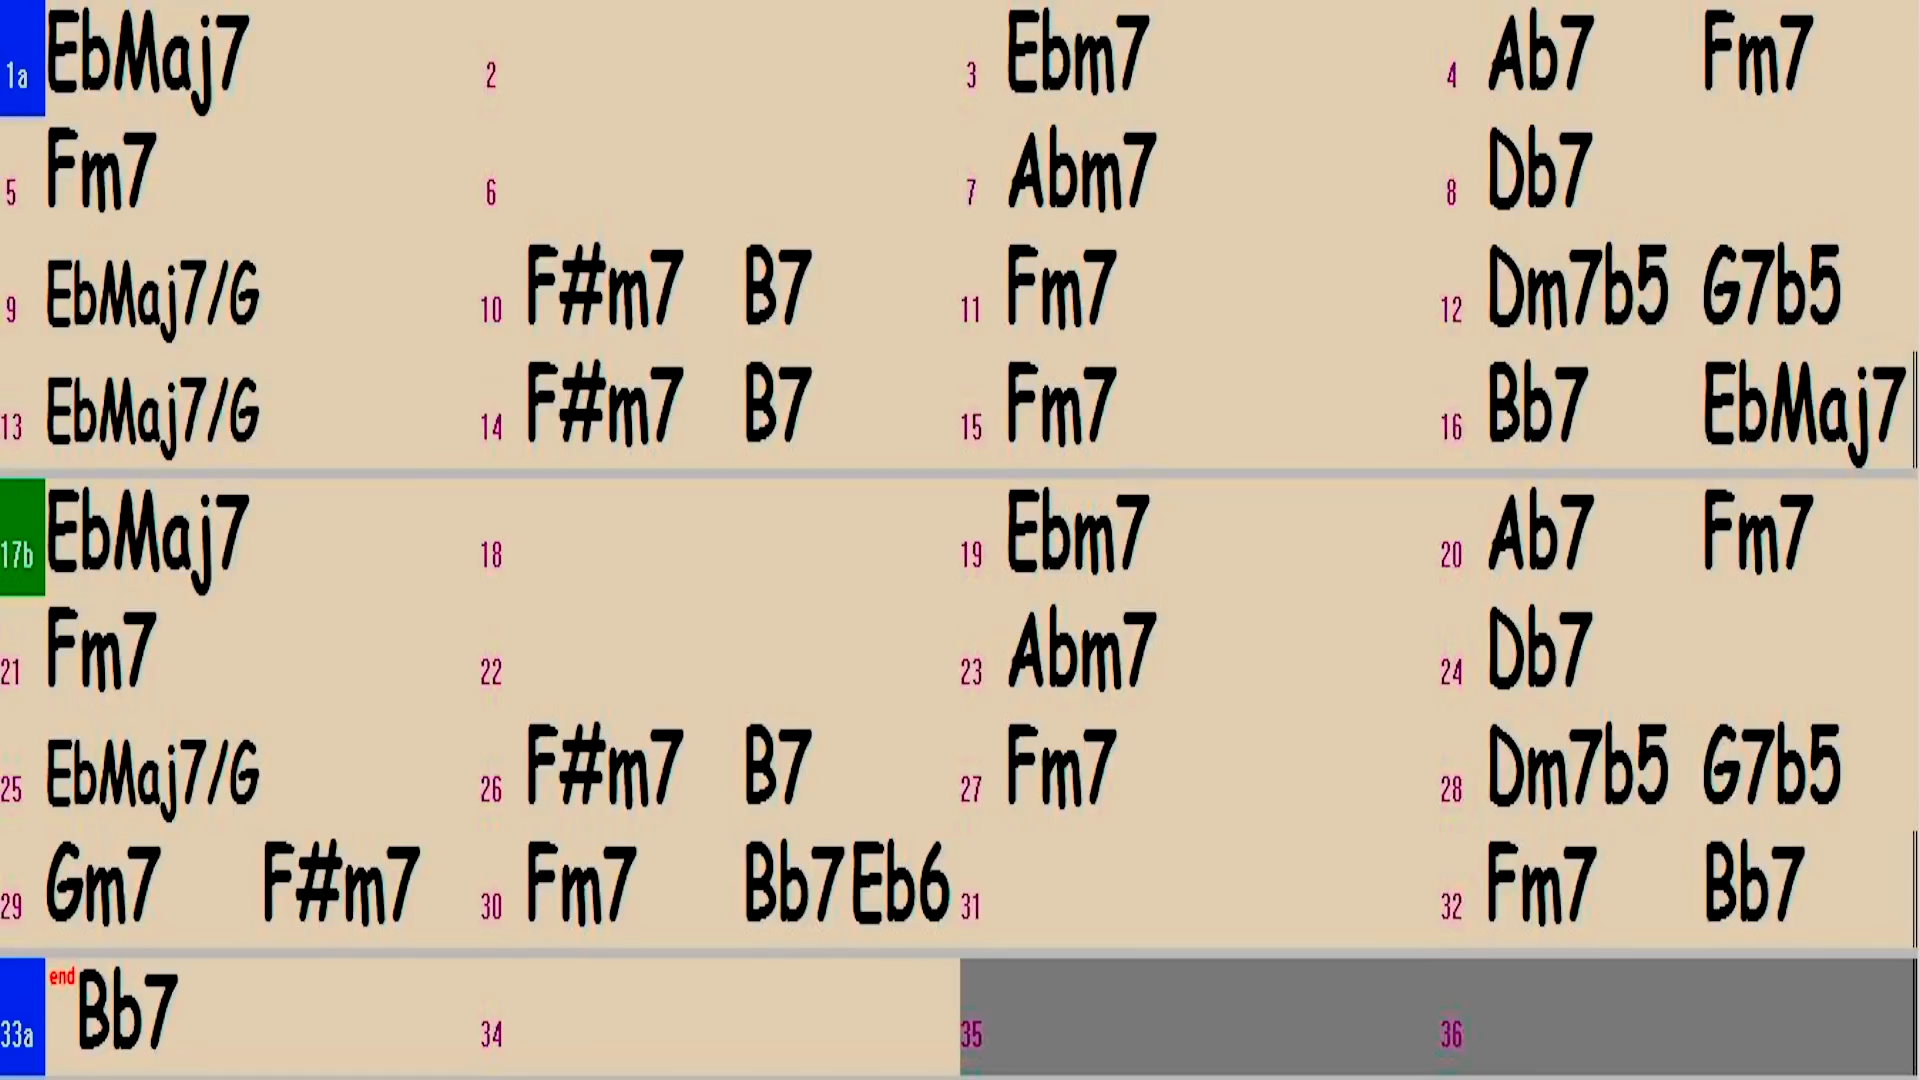 1a EbMaj7 2 3 Ebm7 4 Ab7 Fm7
5 Fm7 6 7 Abm7 8 Db7
9 EbMaj7/G 10 F#m7 B7 11 Fm7 12 Dm7b5 G7b5
13 EbMaj7/G 14 F#m7 B7 15 Fm7 16 Bb7 EbMaj7
17b EbMaj7 18 19 Ebm7 20 Ab7 Fm7
21 Fm7 22 23 Abm7 24 Db7
25 EbMaj7/G 26 F#m7 B7 27 Fm7 28 Dm7b5 G7b5
29 Gm7 F#m7 30 Fm7 Bb7 Eb6 31 32 Fm7 Bb7
33a end Bb7 34 35 36